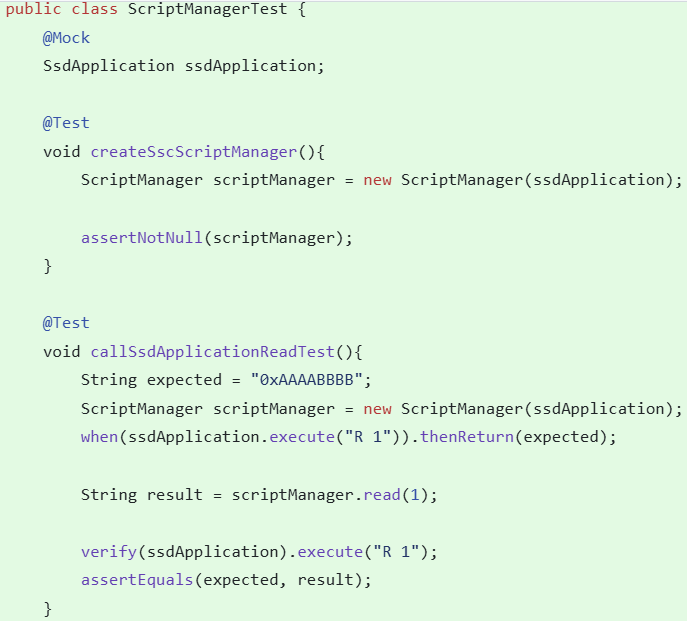 public class ScriptManagerTest {
    @Mock
    SsdApplication ssdApplication;

    @Test
    void createSscScriptManager(){
        ScriptManager scriptManager = new ScriptManager(ssdApplication);

        assertNotNull(scriptManager);
    }

    @Test
    void callSsdApplicationReadTest(){
        String expected = "0xAAAABBBB";
        ScriptManager scriptManager = new ScriptManager(ssdApplication);
        when(ssdApplication.execute("R 1")).thenReturn(expected);

        String result = scriptManager.read(1);

        verify(ssdApplication).execute("R 1");
        assertEquals(expected, result);
    }